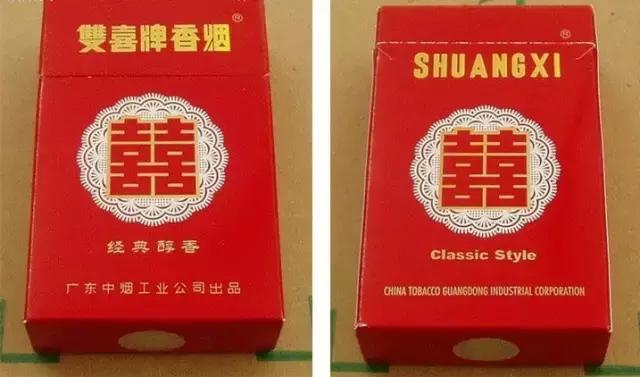 雙喜牌香烟®
囍
经典醇香
广东中烟工业公司出品
SHUANGXI®
囍
Classic Style
CHINA TOBACCO GUANGDONG INDUSTRIAL CORPORATION